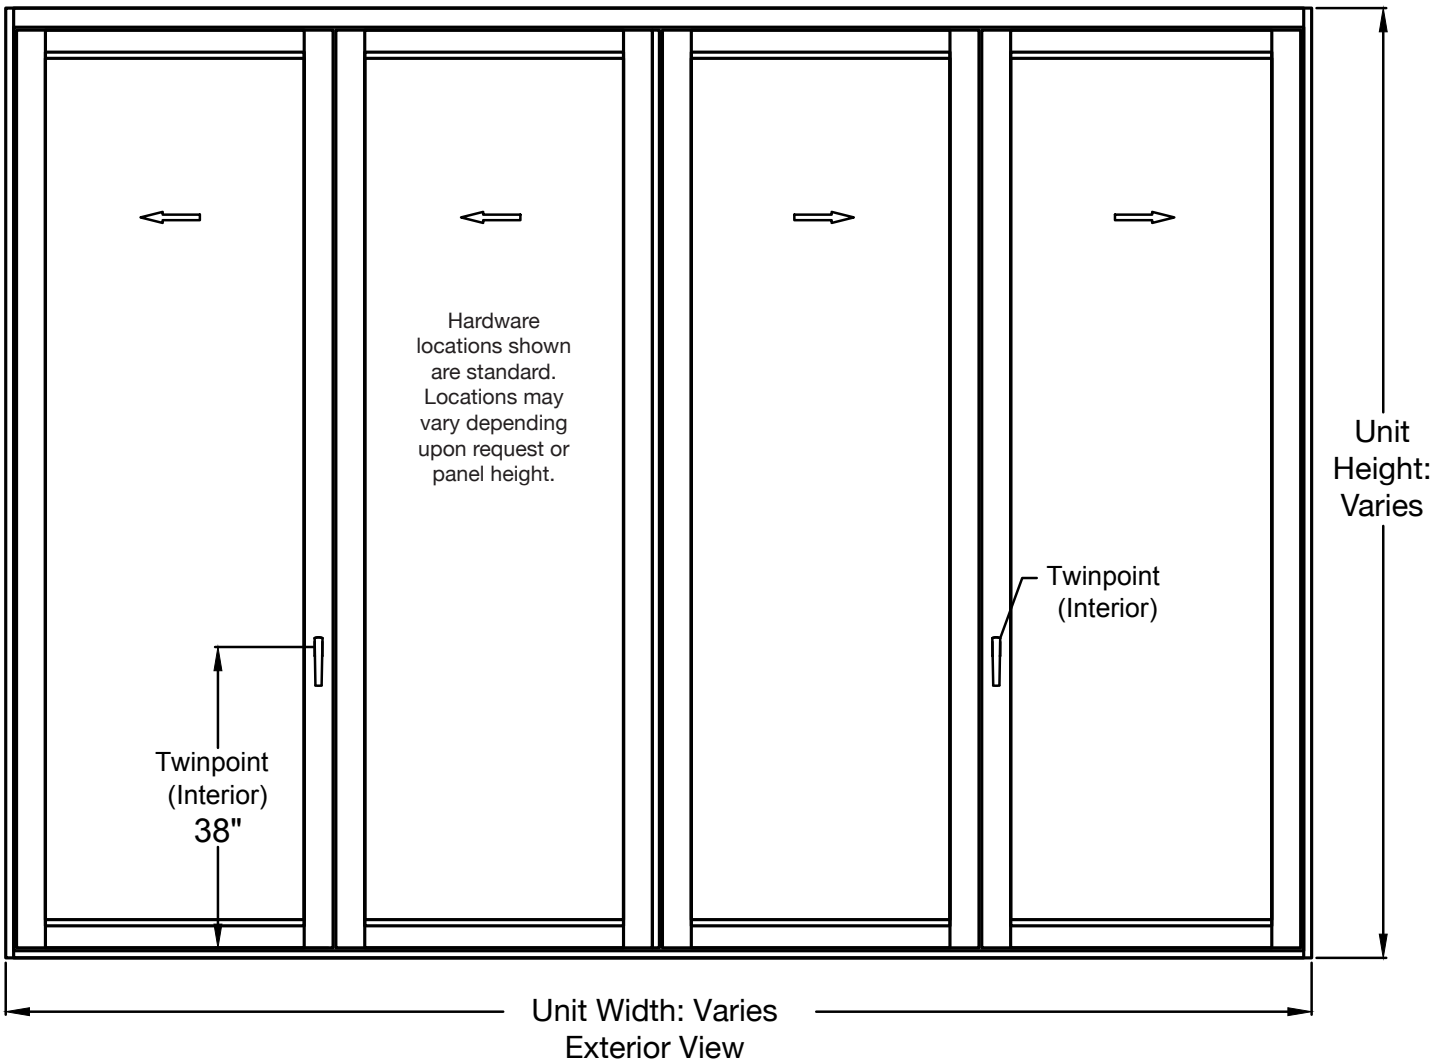 Hardware
locations shown
are standard.
Locations may
vary depending
upon request or
panel height.
Unit
Height:
Varies
Twinpoint
(Interior)
Twinpoint
(Interior)
38"
Unit Width: Varies
Exterior View